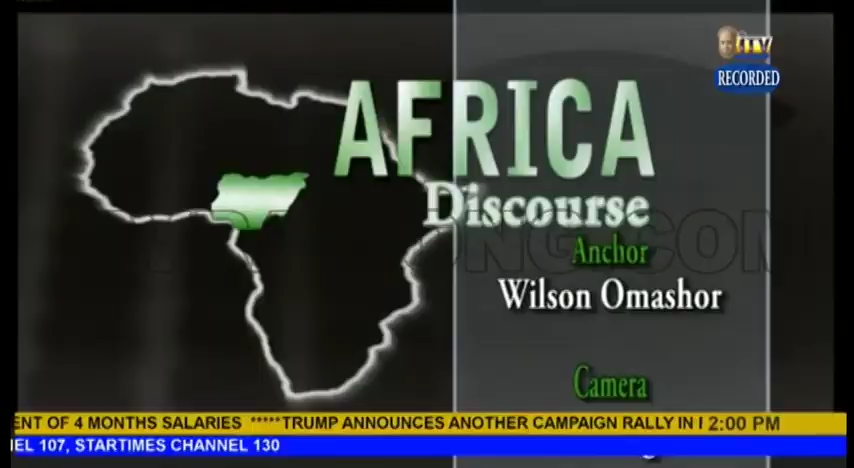 ITV
RECORDED
AFRICA
Discourse
Anchor
Wilson Omashor
Camera
ENT OF 4 MONTHS SALARIES *****TRUMP ANNOUNCES ANOTHER CAMPAIGN RALLY IN 2:00 PM
EL 107, STARTIMES CHANNEL 130